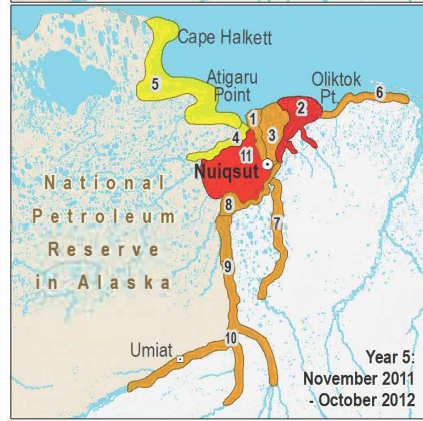 Cape Halkett
5
Atigaru
Point
Oliktok
Pt.
6
1
2
3
4
11
Nuiqsut
National
Petroleum
Reserve
in Alaska
8
7
9
10
Umiat
Year 5:
November 2011
- October 2012